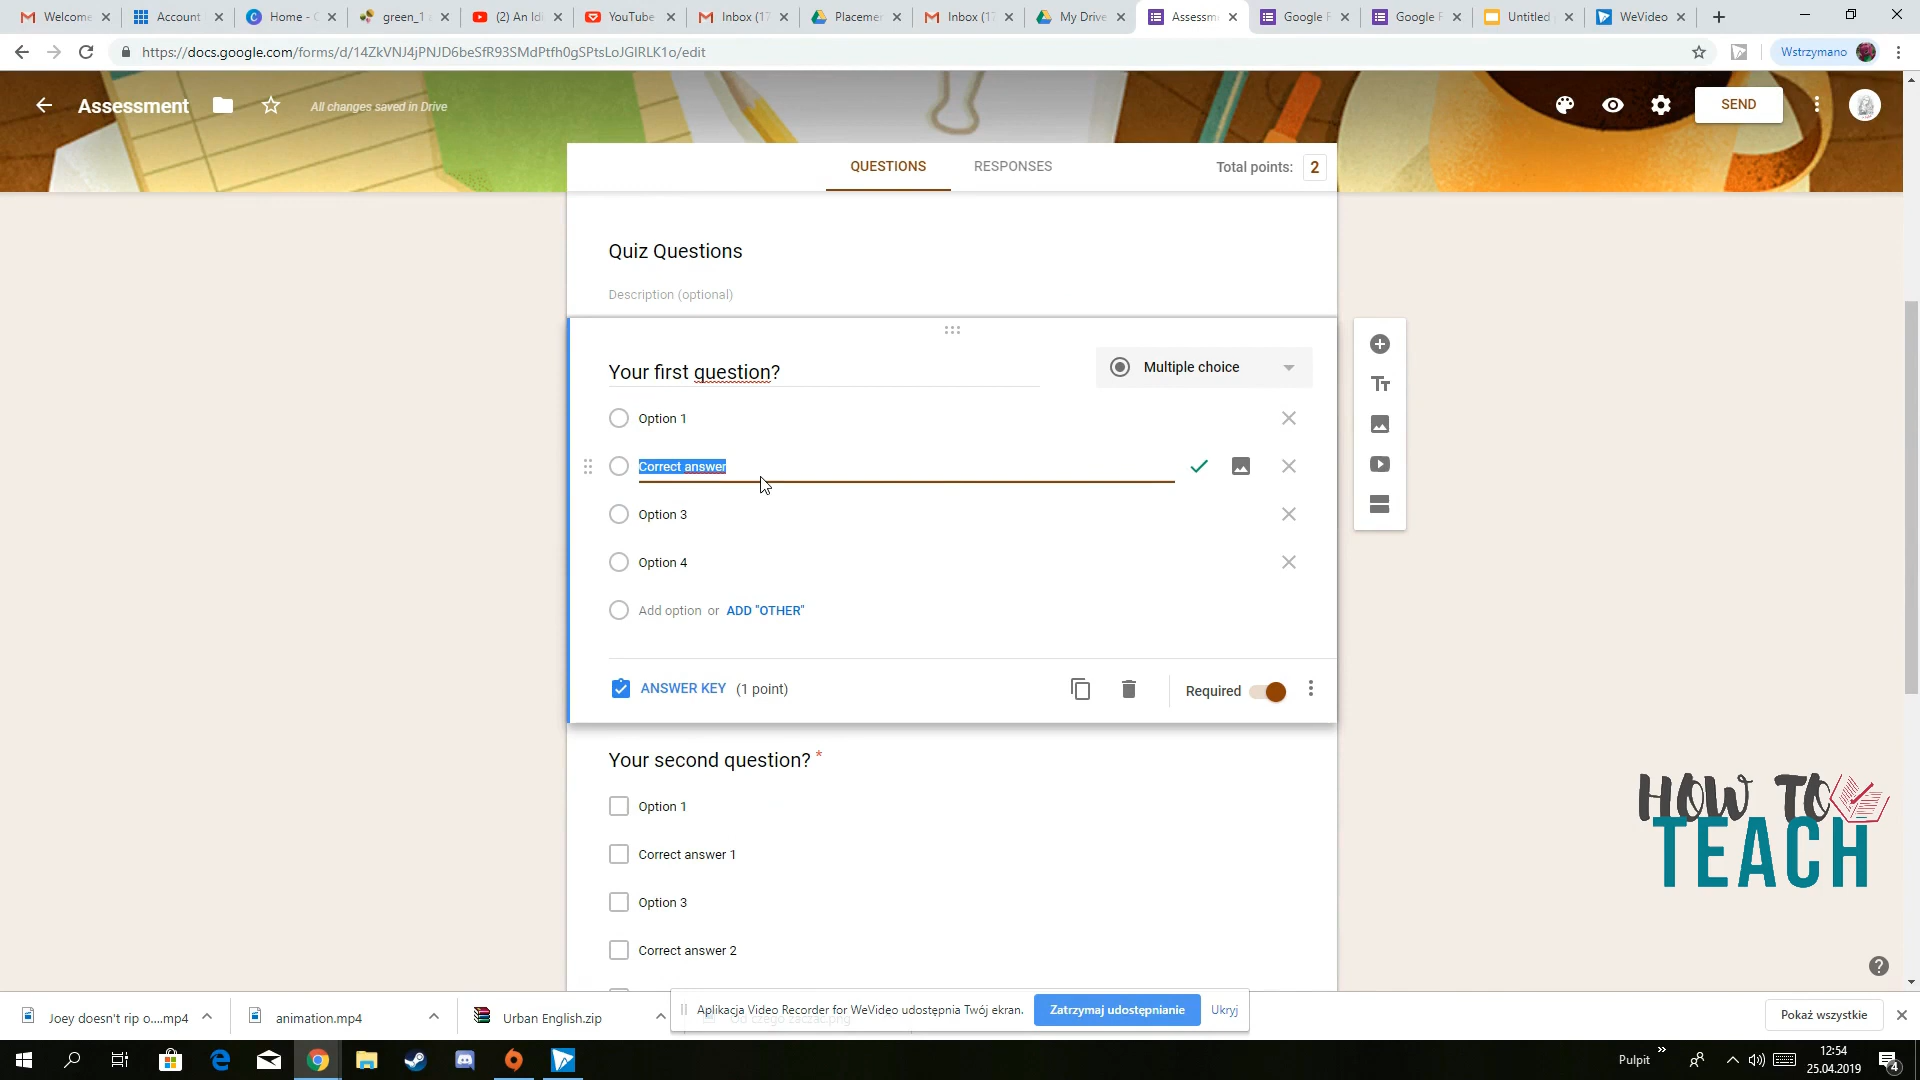 Welcome
Account
Home - C
green_1
(2) An Idi
YouTube
Inbox (17
Placemen
Inbox (17
My Drive
Assessm
Google F
Google F
Untitled
WeVideo
https://docs.google.com/forms/d/14ZkVNJ4jPNJD6beSfR93SMdPtfh0gSPtsLoJGIRLK1o/edit
Wstrzymano
Assessment
All changes saved in Drive
SEND
QUESTIONS
RESPONSES
Total points: 2
Quiz Questions
Description (optional)
Your first question?
Multiple choice
Option 1
Correct answer
Option 3
Option 4
Add option or ADD "OTHER"
ANSWER KEY (1 point)
Required
Your second question? *
Option 1
Correct answer 1
Option 3
Correct answer 2
HOW TO
TEACH
Joey doesn't rip o....mp4
animation.mp4
Urban English.zip
Aplikacja Video Recorder for WeVideo udostępnia Twój ekran.
Zatrzymaj udostępnianie
Ukryj
Pokaż wszystkie
Pulpit
12:54
25.04.2019
4